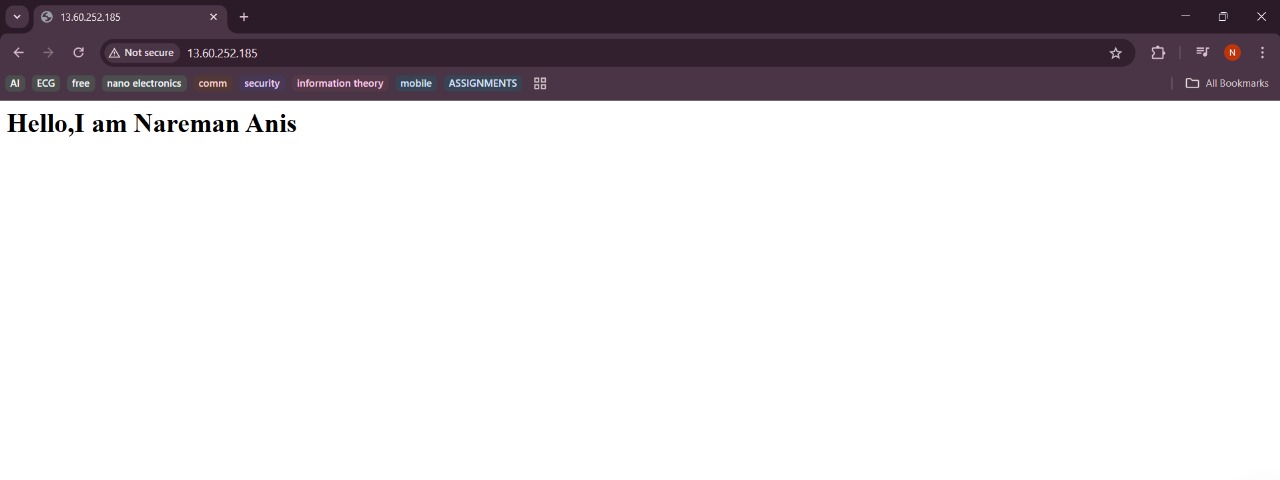 13.60.252.185
Not secure 13.60.252.185
N
AI ECG free nano electronics comm security information theory mobile ASSIGNMENTS All Bookmarks
Hello,I am Nareman Anis